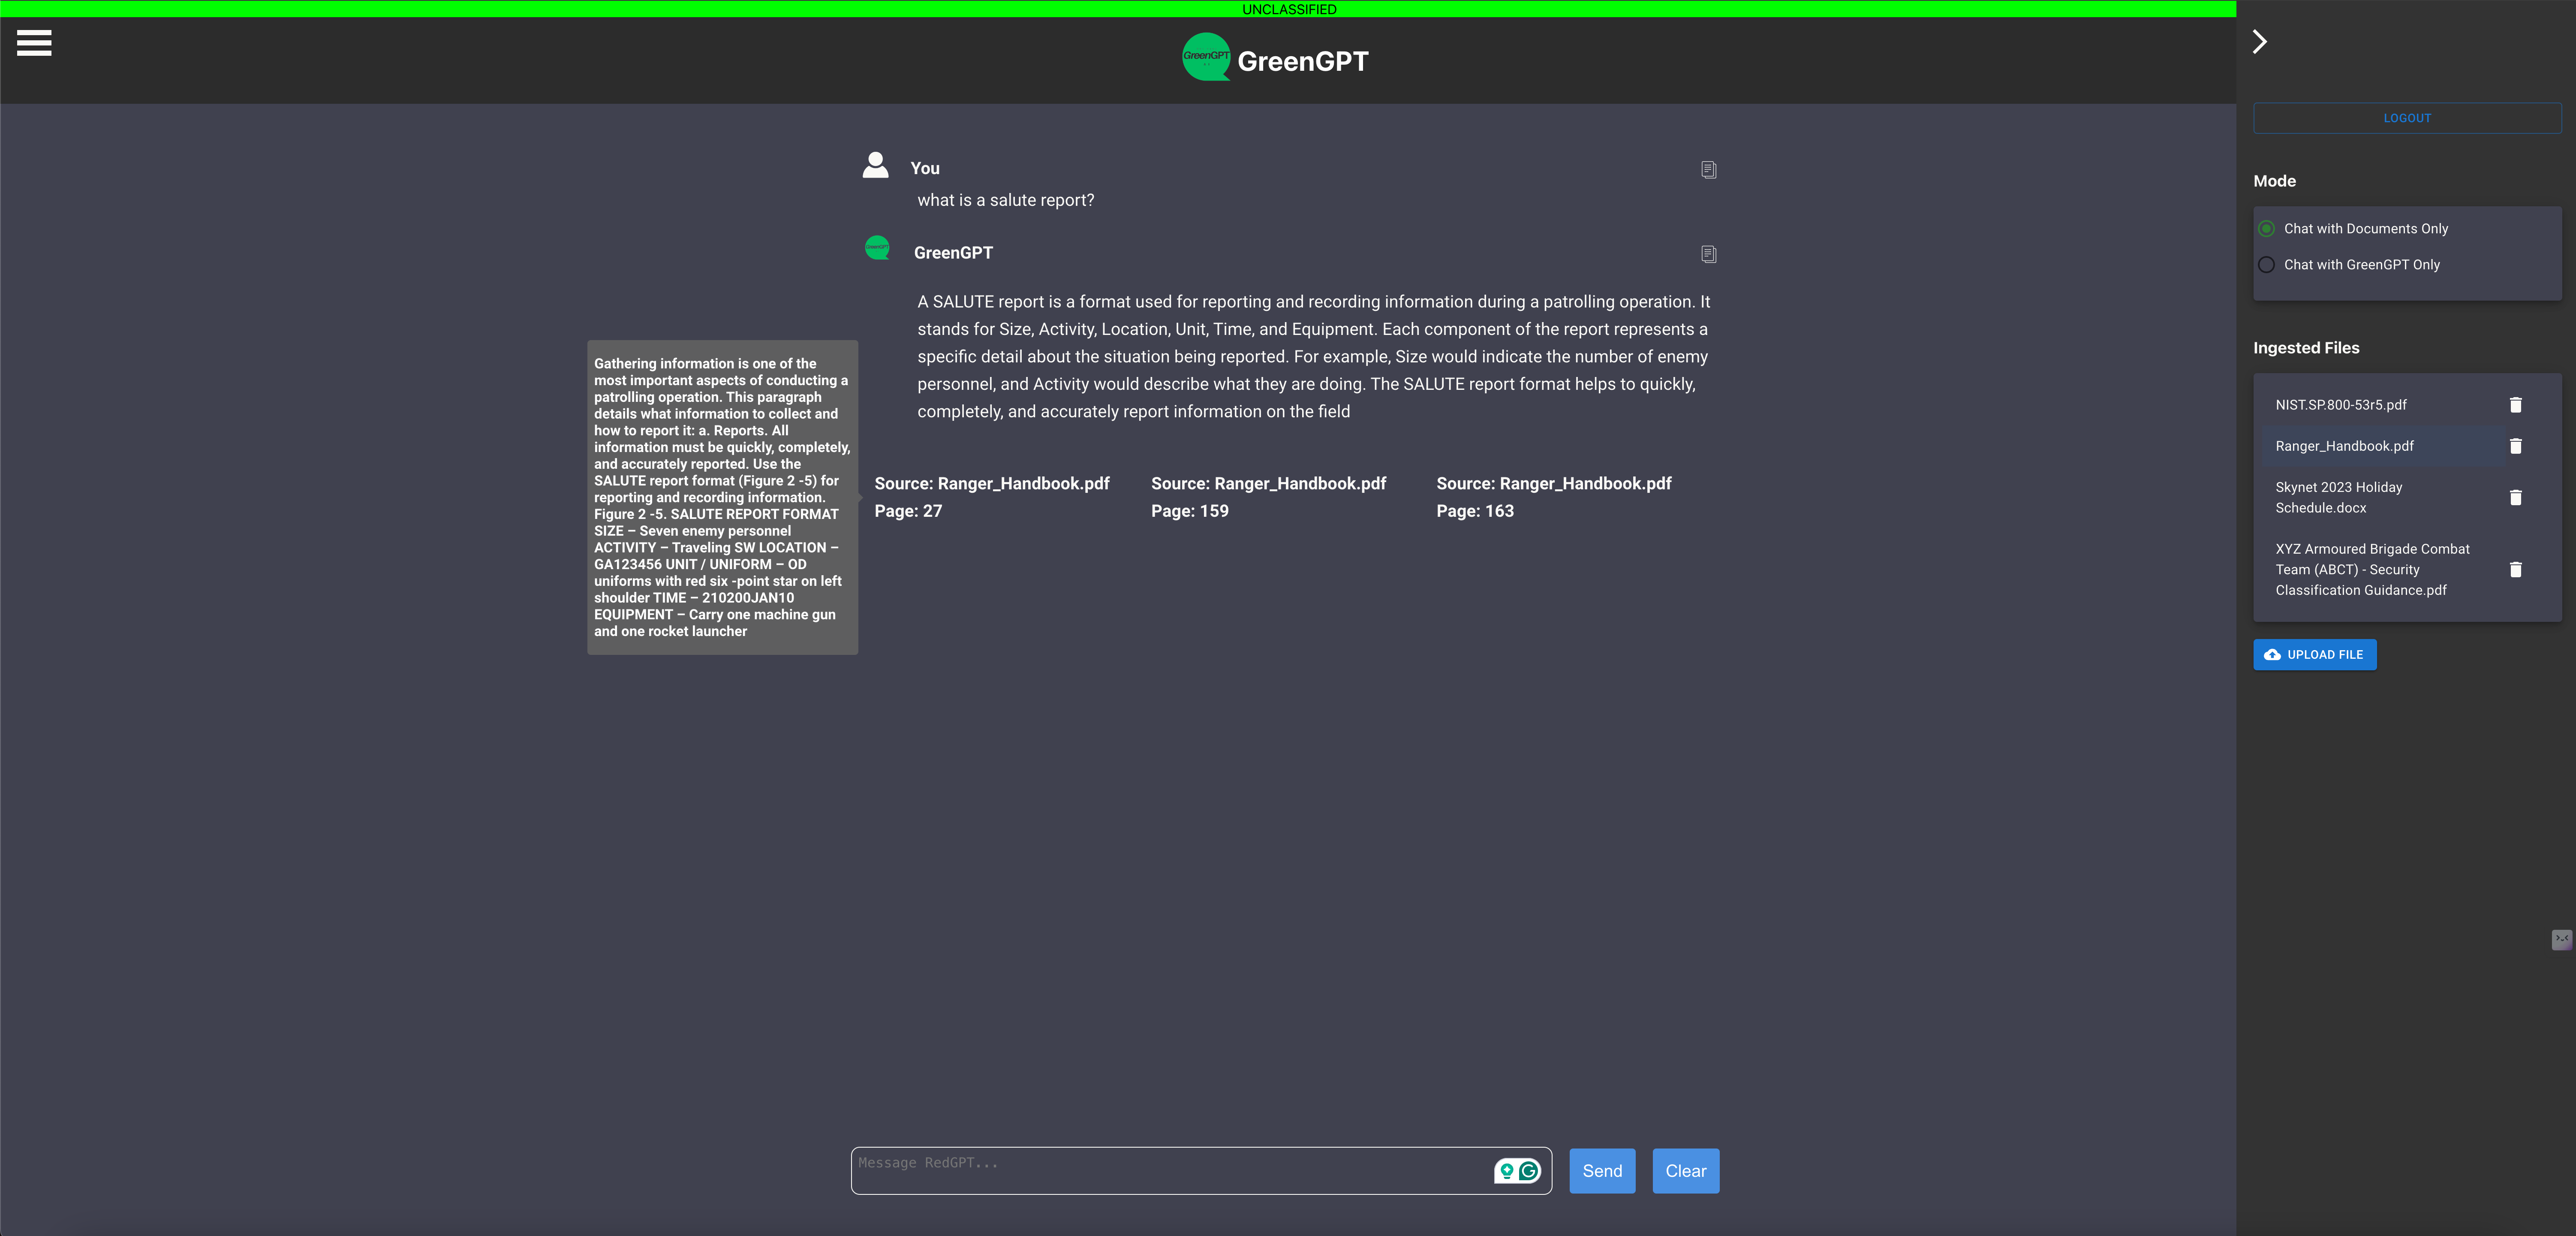 UNCLASSIFIED
GreenGPT
GreenGPT
LOGOUT
You
what is a salute report?
GreenGPT
A SALUTE report is a format used for reporting and recording information during a patrolling operation. It
stands for Size, Activity, Location, Unit, Time, and Equipment. Each component of the report represents a
specific detail about the situation being reported. For example, Size would indicate the number of enemy
personnel, and Activity would describe what they are doing. The SALUTE report format helps to quickly,
completely, and accurately report information on the field
Gathering information is one of the
most important aspects of conducting a
patrolling operation. This paragraph
details what information to collect and
how to report it: a. Reports. All
information must be quickly, completely,
and accurately reported. Use the
SALUTE report format (Figure 2 -5) for
reporting and recording information.
Figure 2 -5. SALUTE REPORT FORMAT
SIZE – Seven enemy personnel
ACTIVITY – Traveling SW LOCATION –
GA123456 UNIT / UNIFORM – OD
uniforms with red six -point star on left
shoulder TIME – 210200JAN10
EQUIPMENT – Carry one machine gun
and one rocket launcher
Source: Ranger_Handbook.pdf
Page: 27
Source: Ranger_Handbook.pdf
Page: 159
Source: Ranger_Handbook.pdf
Page: 163
Message RedGPT...
Send
Clear
Mode
Chat with Documents Only
Chat with GreenGPT Only
Ingested Files
NIST.SP.800-53r5.pdf
Ranger_Handbook.pdf
Skynet 2023 Holiday
Schedule.docx
XYZ Armoured Brigade Combat
Team (ABCT) - Security
Classification Guidance.pdf
UPLOAD FILE